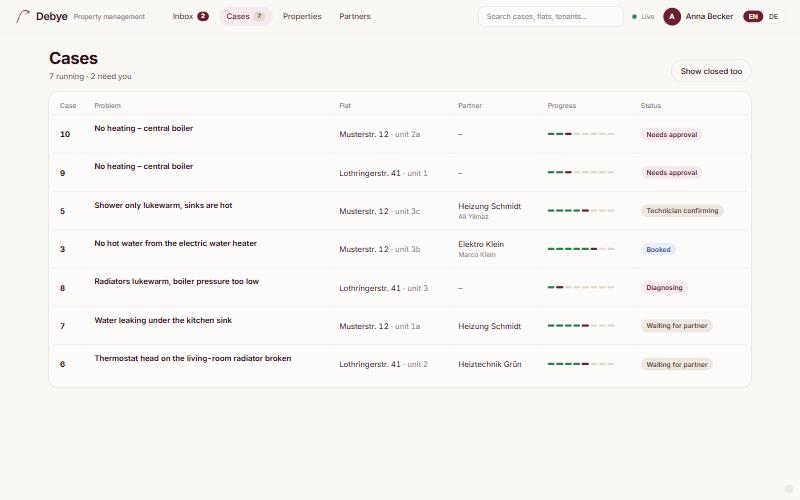 Debye Property management Inbox 2 Cases 7 Properties Partners Search cases, flats, tenants... Live A Anna Becker EN DE
Cases
7 running · 2 need you
Show closed too
Case Problem Flat Partner Progress Status
10 No heating – central boiler Musterstr. 12 · unit 2a – Needs approval
9 No heating – central boiler Lothringerstr. 41 · unit 1 – Needs approval
5 Shower only lukewarm, sinks are hot Musterstr. 12 · unit 3c Heizung Schmidt Technician confirming
Ali Yilmaz
3 No hot water from the electric water heater Musterstr. 12 · unit 3b Elektro Klein Booked
Marco Klein
8 Radiators lukewarm, boiler pressure too low Lothringerstr. 41 · unit 3 – Diagnosing
7 Water leaking under the kitchen sink Musterstr. 12 · unit 1a Heizung Schmidt Waiting for partner
6 Thermostat head on the living-room radiator broken Lothringerstr. 41 · unit 2 Heiztechnik Grün Waiting for partner